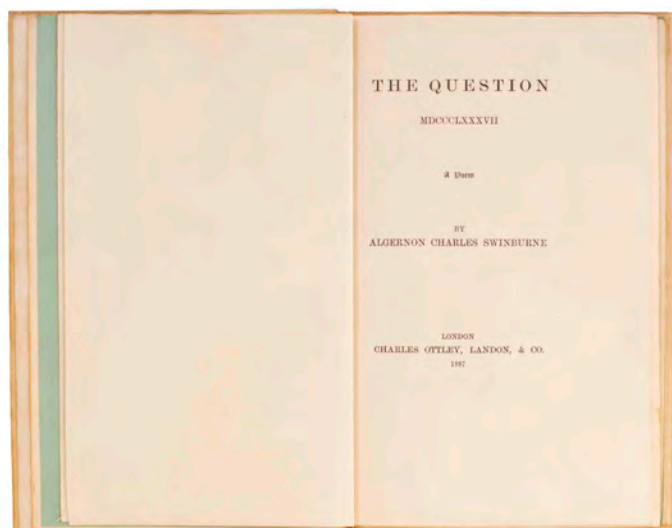 THE QUESTION
MDCCCLXXXVII
A Poem
BY
ALGERNON CHARLES SWINBURNE
LONDON
CHARLES OTTLEY, LANDON, & CO.
1887